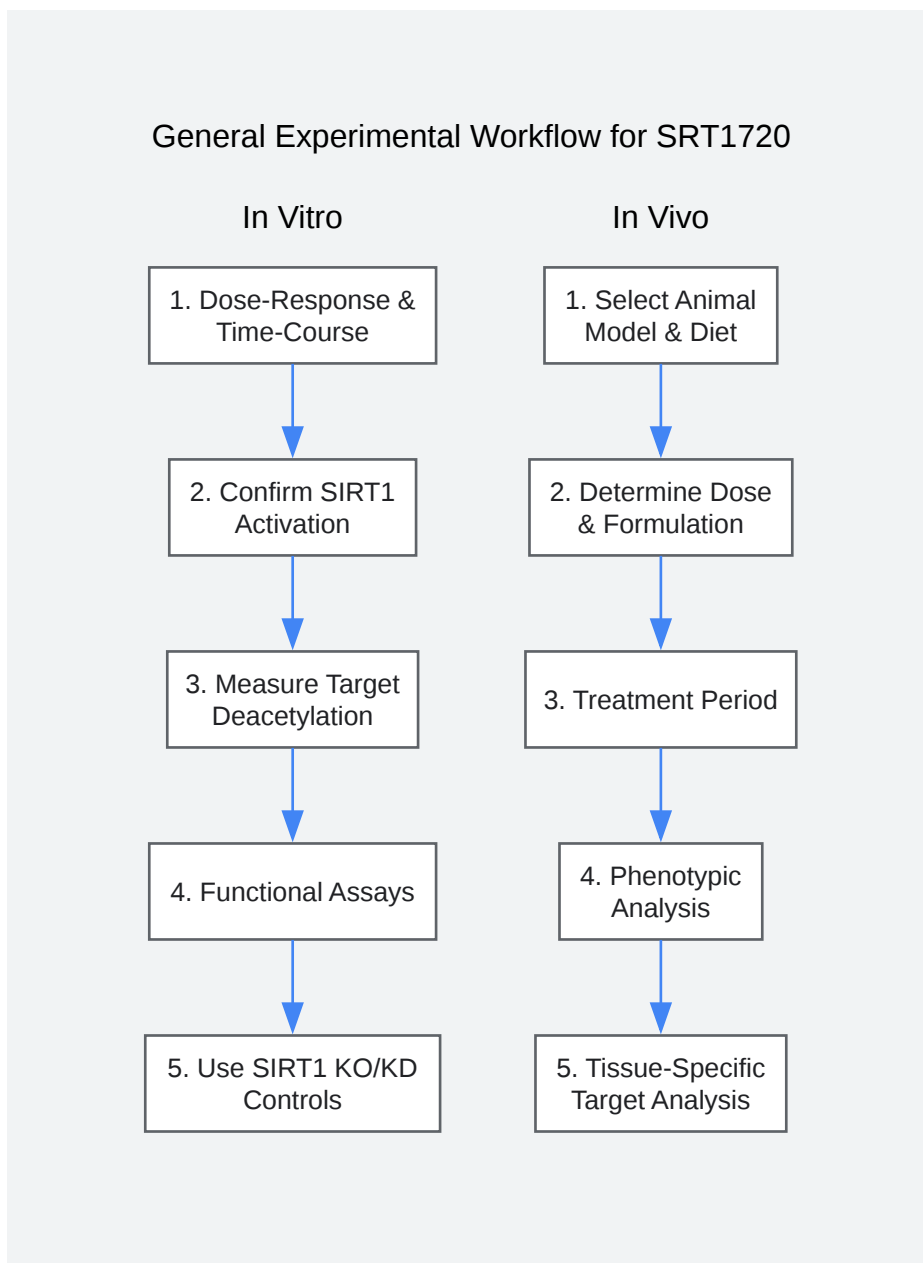 General Experimental Workflow for SRT1720
In Vitro
1. Dose-Response &
Time-Course
2. Confirm SIRT1
Activation
3. Measure Target
Deacetylation
4. Functional Assays
5. Use SIRT1 KO/KD
Controls
In Vivo
1. Select Animal
Model & Diet
2. Determine Dose
& Formulation
3. Treatment Period
4. Phenotypic
Analysis
5. Tissue-Specific
Target Analysis